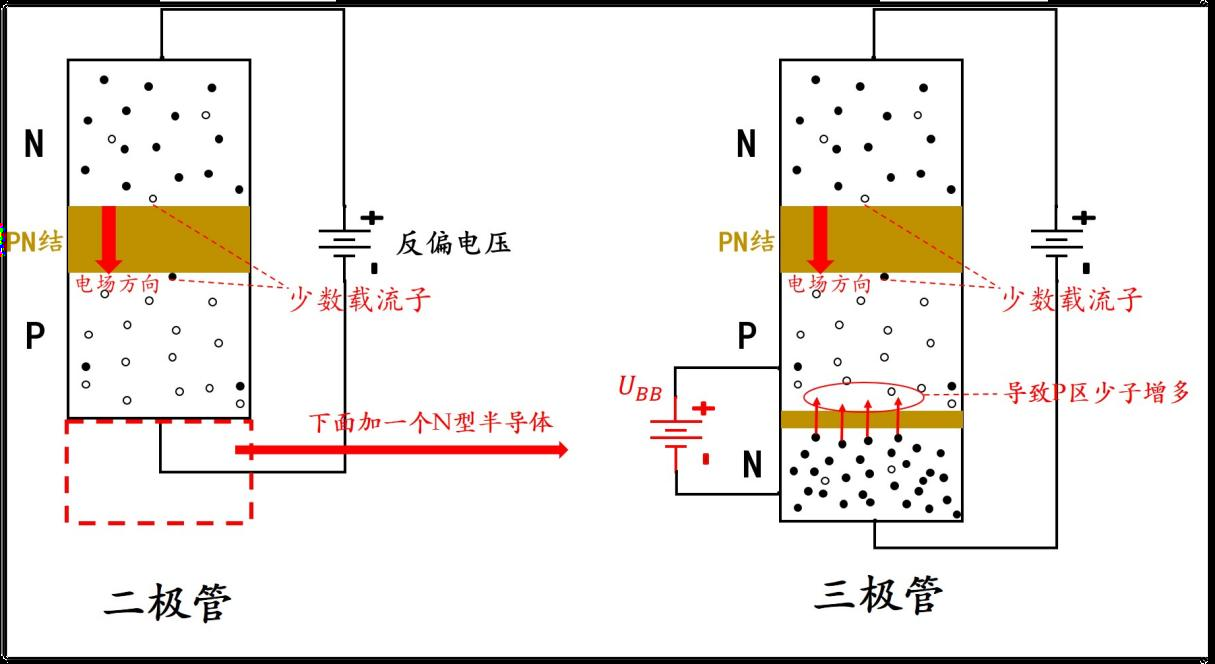 N
PN结
电场方向
P
少数载流子
+
-
反偏电压
下面加一个N型半导体
二极管
N
PN结
电场方向
P
少数载流子
+
-
U_BB
+
-
导致P区少子增多
N
三极管